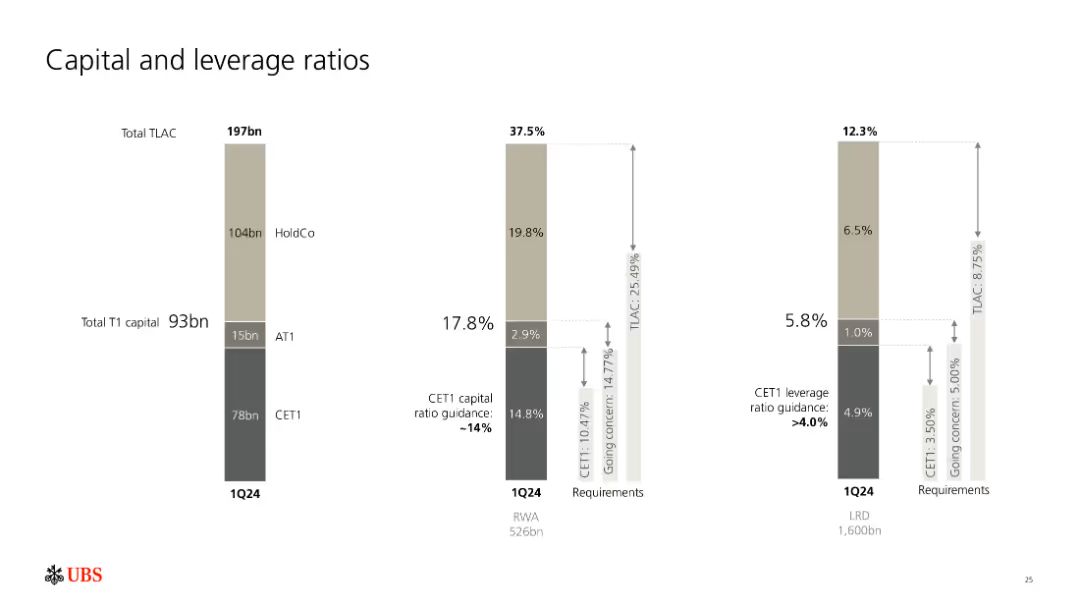 Capital and leverage ratios
Total TLAC
197bn
104bn
HoldCo
Total T1 capital 93bn
15bn
AT1
78bn
CET1
1Q24
37.5%
19.8%
17.8%
2.9%
CET1 capital
ratio guidance:
~14%
14.8%
CET1: 10.47%
Going concern: 14.77%
TLAC: 25.49%
1Q24
Requirements
RWA
526bn
12.3%
6.5%
5.8%
1.0%
CET1 leverage
ratio guidance:
>4.0%
4.9%
CET1: 3.50%
Going concern: 5.00%
TLAC: 8.75%
1Q24
Requirements
LRD
1,600bn
UBS
25